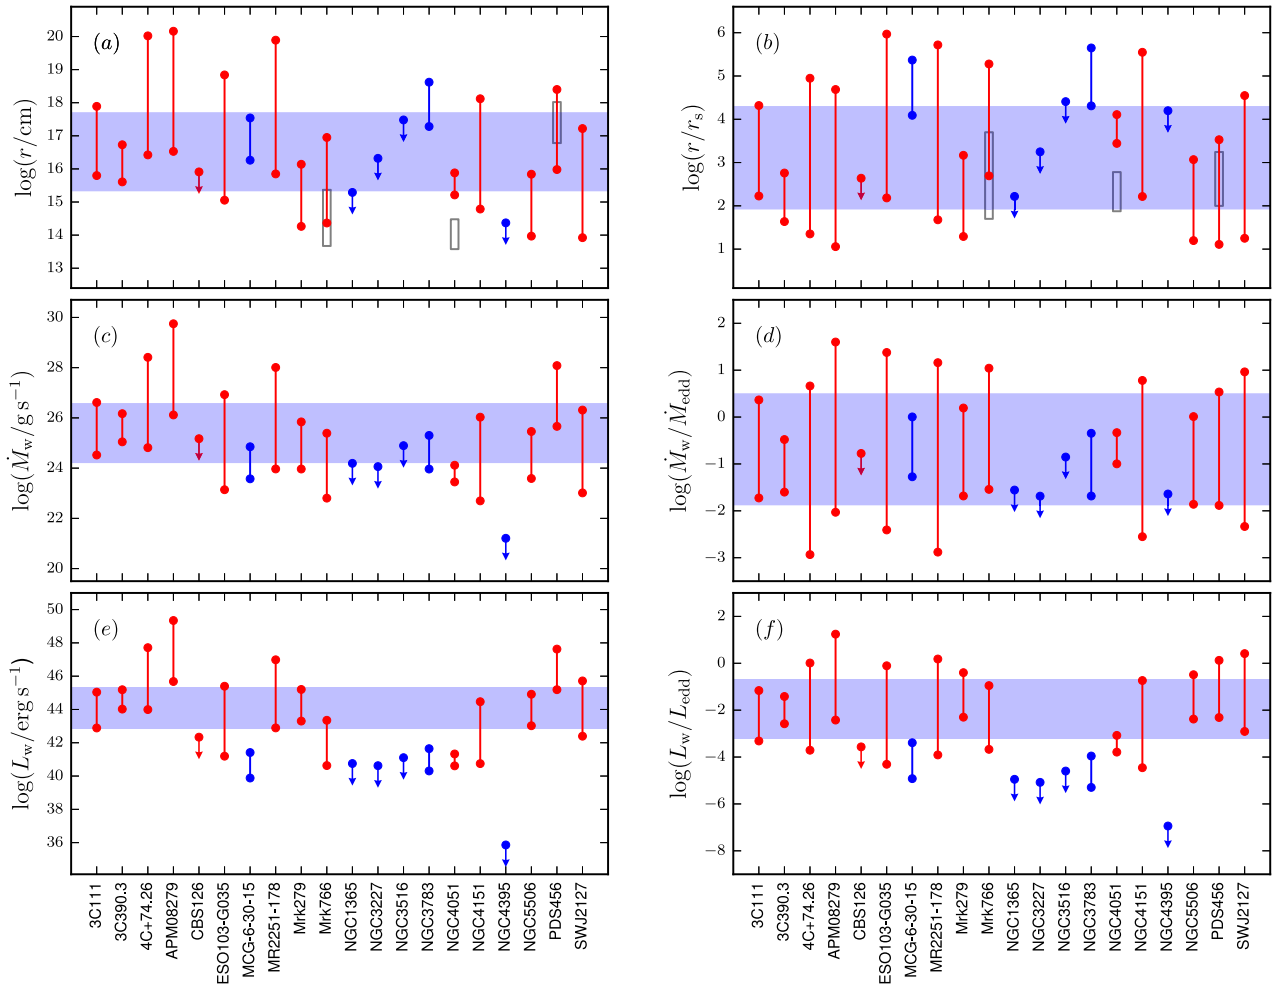 (a)
log(r/cm)
20
19
18
17
16
15
14
13
(b)
log(r/r_s)
6
5
4
3
2
1
(c)
log(Ṁ_w/g s⁻¹)
30
28
26
24
22
20
(d)
log(Ṁ_w/Ṁ_edd)
2
1
0
−1
−2
−3
(e)
log(L_w/erg s⁻¹)
50
48
46
44
42
40
38
36
(f)
log(L_w/L_edd)
2
0
−2
−4
−6
−8
3C111
3C390.3
4C+74.26
APM08279
CBS126
ESO103-G035
MCG-6-30-15
MR2251-178
Mrk279
Mrk766
NGC1365
NGC3227
NGC3516
NGC3783
NGC4051
NGC4151
NGC4395
NGC5506
PDS456
SWJ2127
3C111
3C390.3
4C+74.26
APM08279
CBS126
ESO103-G035
MCG-6-30-15
MR2251-178
Mrk279
Mrk766
NGC1365
NGC3227
NGC3516
NGC3783
NGC4051
NGC4151
NGC4395
NGC5506
PDS456
SWJ2127